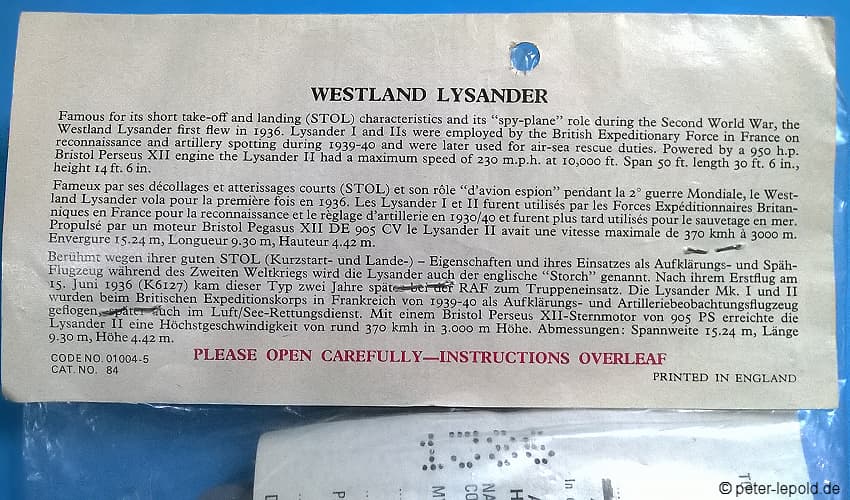 WESTLAND LYSANDER
Famous for its short take-off and landing (STOL) characteristics and its “spy-plane” role during the Second World War, the
Westland Lysander first flew in 1936. Lysander I and IIs were employed by the British Expeditionary Force in France on
reconnaissance and artillery spotting during 1939-40 and were later used for air-sea rescue duties. Powered by a 950 h.p.
Bristol Perseus XII engine the Lysander II had a maximum speed of 230 m.p.h. at 10,000 ft. Span 50 ft. length 30 ft. 6 in.,
height 14 ft. 6 in.
Fameux par ses décollages et atterissages courts (STOL) et son rôle “d’avion espion” pendant la 2° guerre Mondiale, le West-
land Lysander vola pour la première fois en 1936. Les Lysander I et II furent utilisés par les Forces Expéditionnaires Britan-
niques en France pour la reconnaissance et le règlage d’artillerie en 1930/40 et furent plus tard utilisés pour le sauvetage en mer.
Propulsé par un moteur Bristol Pegasus XII DE 905 CV le Lysander II avait une vitesse maximale de 370 kmh à 3000 m.
Envergure 15.24 m, Longueur 9.30 m, Hauteur 4.42 m.
Berühmt wegen ihrer guten STOL (Kurzstart- und Lande-) – Eigenschaften und ihres Einsatzes als Aufklärungs- und Späh-
Flugzeug während des Zweiten Weltkriegs wird die Lysander auch der englische “Storch” genannt. Nach ihrem Erstflug am
15. Juni 1936 (K6127) kam dieser Typ zwei Jahre später bei der RAF zum Truppeneinsatz. Die Lysander Mk. I und II
wurden beim Britischen Expeditionskorps in Frankreich von 1939-40 als Aufklärungs- und Artilleriebeobachtungsflugzeug
geflogen, später auch im Luft/See-Rettungsdienst. Mit einem Bristol Perseus XII-Sternmotor von 905 PS erreichte die
Lysander II eine Höchstgeschwindigkeit von rund 370 kmh in 3.000 m Höhe. Abmessungen: Spannweite 15.24 m, Länge
9.30 m, Höhe 4.42 m.
CODE NO. 01004-5
CAT. NO. 84
PLEASE OPEN CAREFULLY—INSTRUCTIONS OVERLEAF
PRINTED IN ENGLAND
© peter-lepold.de